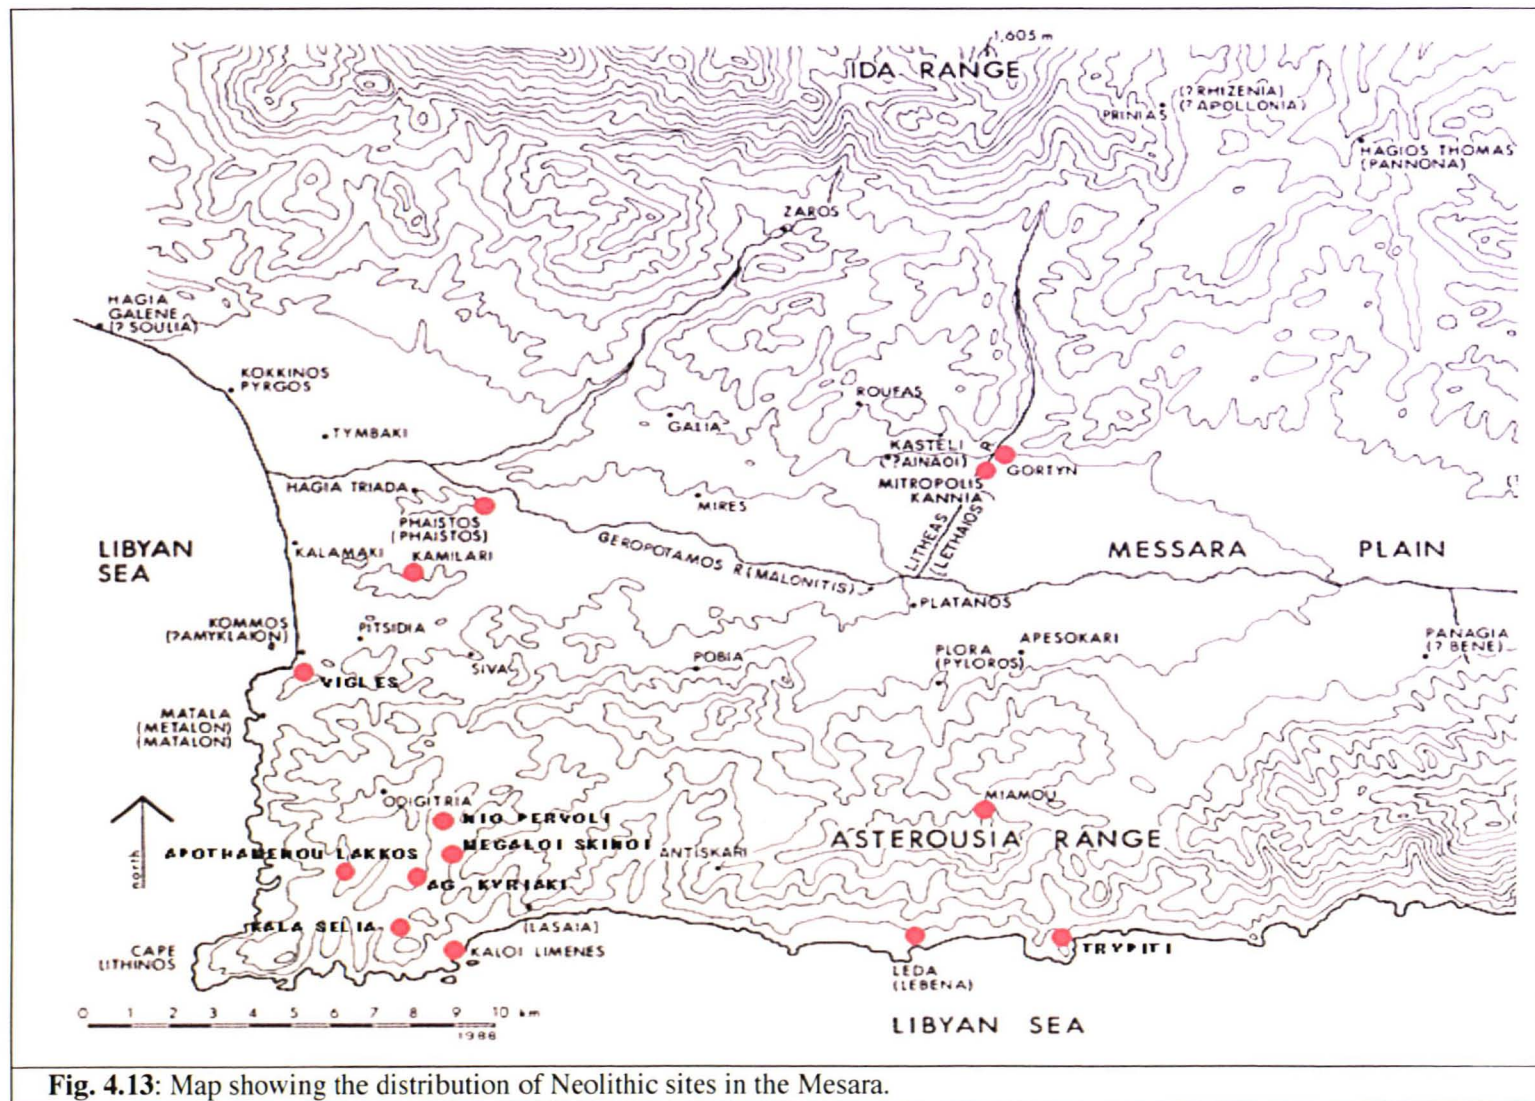 1,605 m
IDA RANGE
(?RHIZENIA)
(?APOLLONIA)
PRINIAS
HAGIOS THOMAS
(PANNONA)
ZAROS
HAGIA
GALENE
(?SOULIA)
KOKKINOS
PYRGOS
TYMBAKI
ROUFAS
GALIA
KASTELI
(?AINAOI)
R
GORTYN
MITROPOLIS
KANNIA
HAGIA TRIADA
MIRES
PHAISTOS
(PHAISTOS)
KAMILARI
KALAMAKI
LIBYAN
SEA
GEROPOTAMOS R (MALONITIS)
LITHEAS
(LETHAIOS)
MESSARA PLAIN
PLATANOS
KOMMOS
(?AMYKLAION)
PITSIDIA
SIVA
POBIA
PLORA
(PYLOROS)
APESOKARI
PANAGIA
(?BENE)
VIGLES
MATALA
(METALON)
(MATALON)
ODIGITRIA
NIO PERVOLI
MIAMOU
ASTEROUSIA RANGE
MEGALOI SKINOI
ANTISKARI
APOTHAMENOU LAKKOS
AG. KYRIAKI
north
KALA SELIA
(LASAIA)
KALOI LIMENES
CAPE
LITHINOS
LEDA
(LEBENA)
TRYPITI
LIBYAN SEA
0 1 2 3 4 5 6 7 8 9 10 km
1986
Fig. 4.13: Map showing the distribution of Neolithic sites in the Mesara.